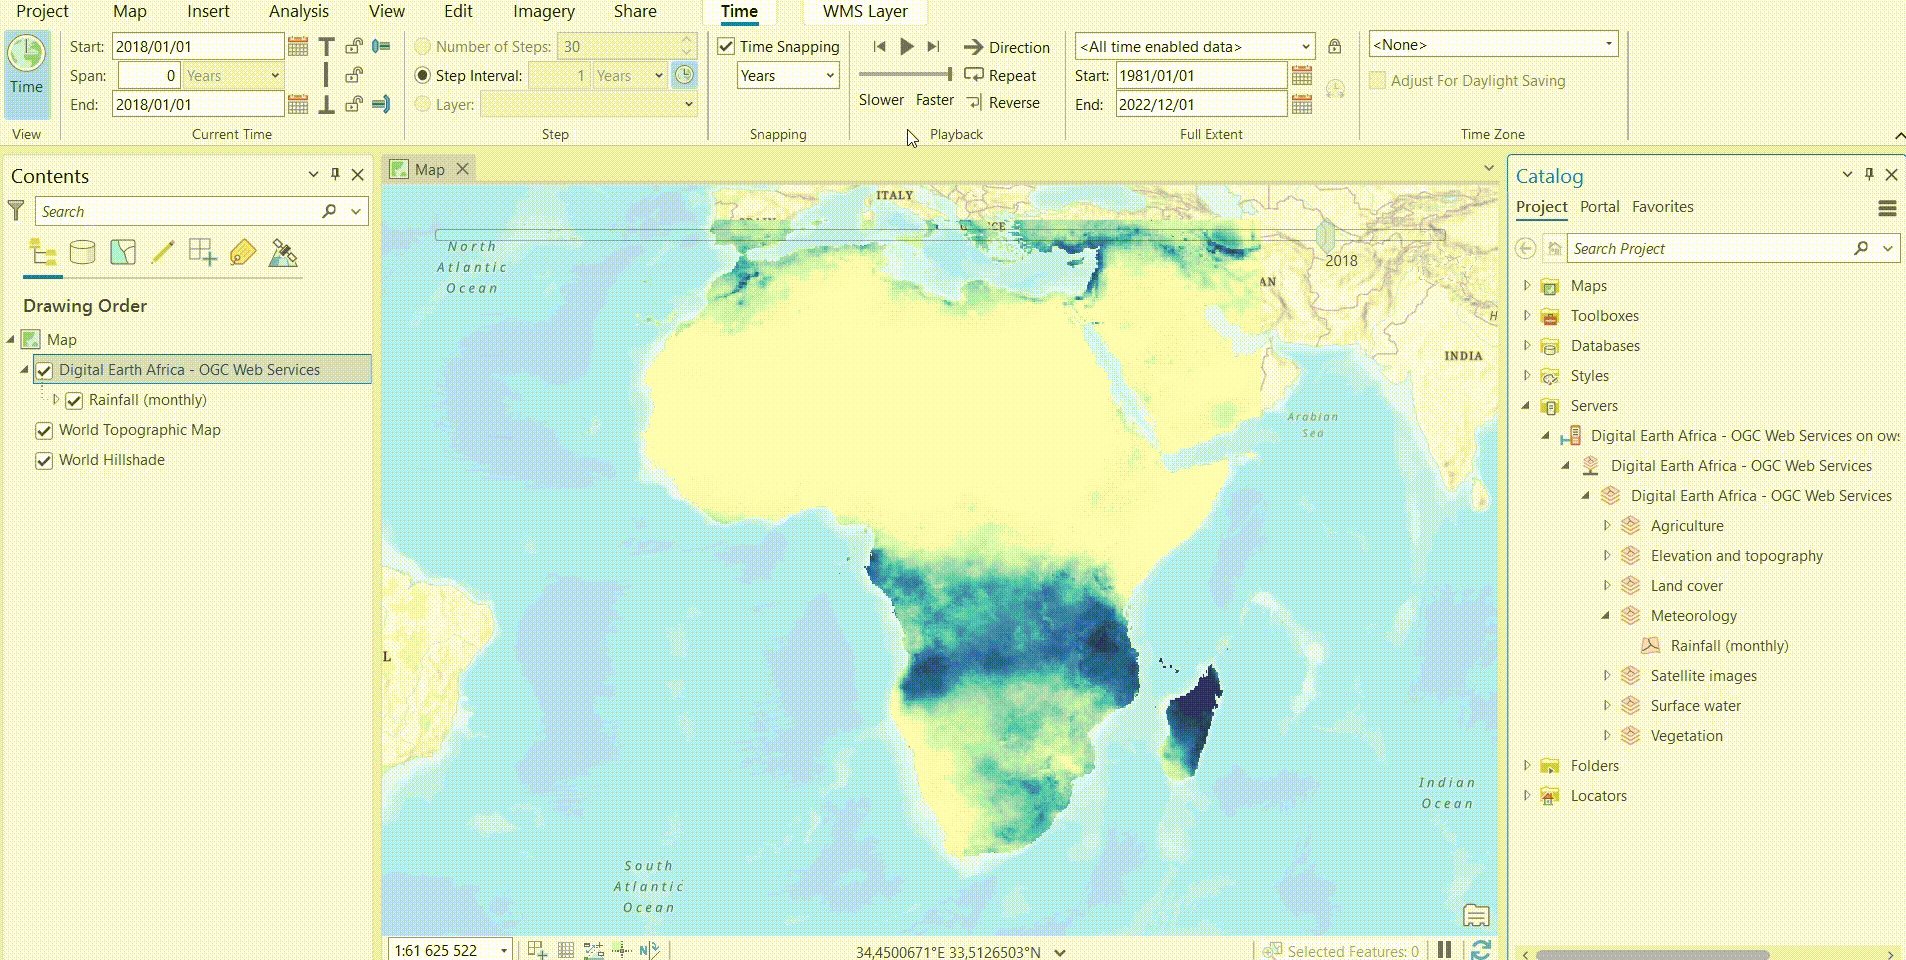 Project Map Insert Analysis View Edit Imagery Share Time WMS Layer
Time
View
Start: 2018/01/01
Span: 0 Years
End: 2018/01/01
Current Time
Number of Steps: 30
Step Interval: 1 Years
Layer:
Step
Time Snapping
Years
Snapping
Slower Faster
Direction
Repeat
Reverse
Playback
<All time enabled data>
Start: 1981/01/01
End: 2022/12/01
Full Extent
<None>
Adjust For Daylight Saving
Time Zone
Contents
Search
Drawing Order
Map
Digital Earth Africa - OGC Web Services
Rainfall (monthly)
World Topographic Map
World Hillshade
Map
ITALY
North
Atlantic
Ocean
2018
AN
INDIA
Arabian
Sea
L
Indian
Ocean
South
Atlantic
Ocean
1:61 625 522
34,4500671°E 33,5126503°N
Selected Features: 0
Catalog
Project Portal Favorites
Search Project
Maps
Toolboxes
Databases
Styles
Servers
Digital Earth Africa - OGC Web Services on ows
Digital Earth Africa - OGC Web Services
Digital Earth Africa - OGC Web Services
Agriculture
Elevation and topography
Land cover
Meteorology
Rainfall (monthly)
Satellite images
Surface water
Vegetation
Folders
Locators